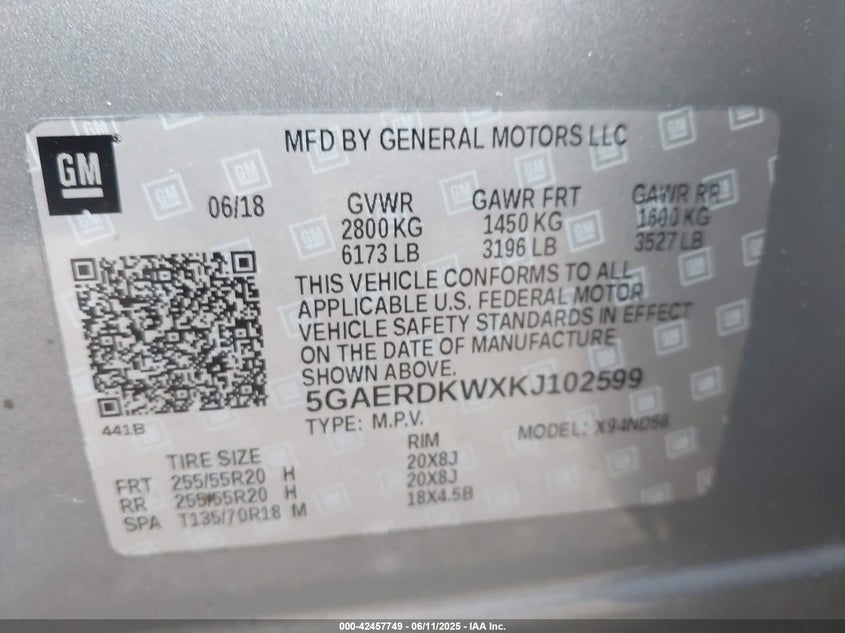 GM
MFD BY GENERAL MOTORS LLC
06/18
GVWR GAWR FRT GAWR RR
2800 KG 1450 KG 1600 KG
6173 LB 3196 LB 3527 LB
THIS VEHICLE CONFORMS TO ALL
APPLICABLE U.S. FEDERAL MOTOR
VEHICLE SAFETY STANDARDS IN EFFECT
ON THE DATE OF MANUFACTURE
SHOWN ABOVE.
5GAERDKWXKJ102599
441B
TYPE: M.P.V. MODEL: X94ND56
TIRE SIZE RIM
FRT 255/55R20 H 20X8J
RR 255/55R20 H 20X8J
SPA T135/70R18 M 18X4.5B
000-42457749 - 06/11/2025 - IAA Inc.